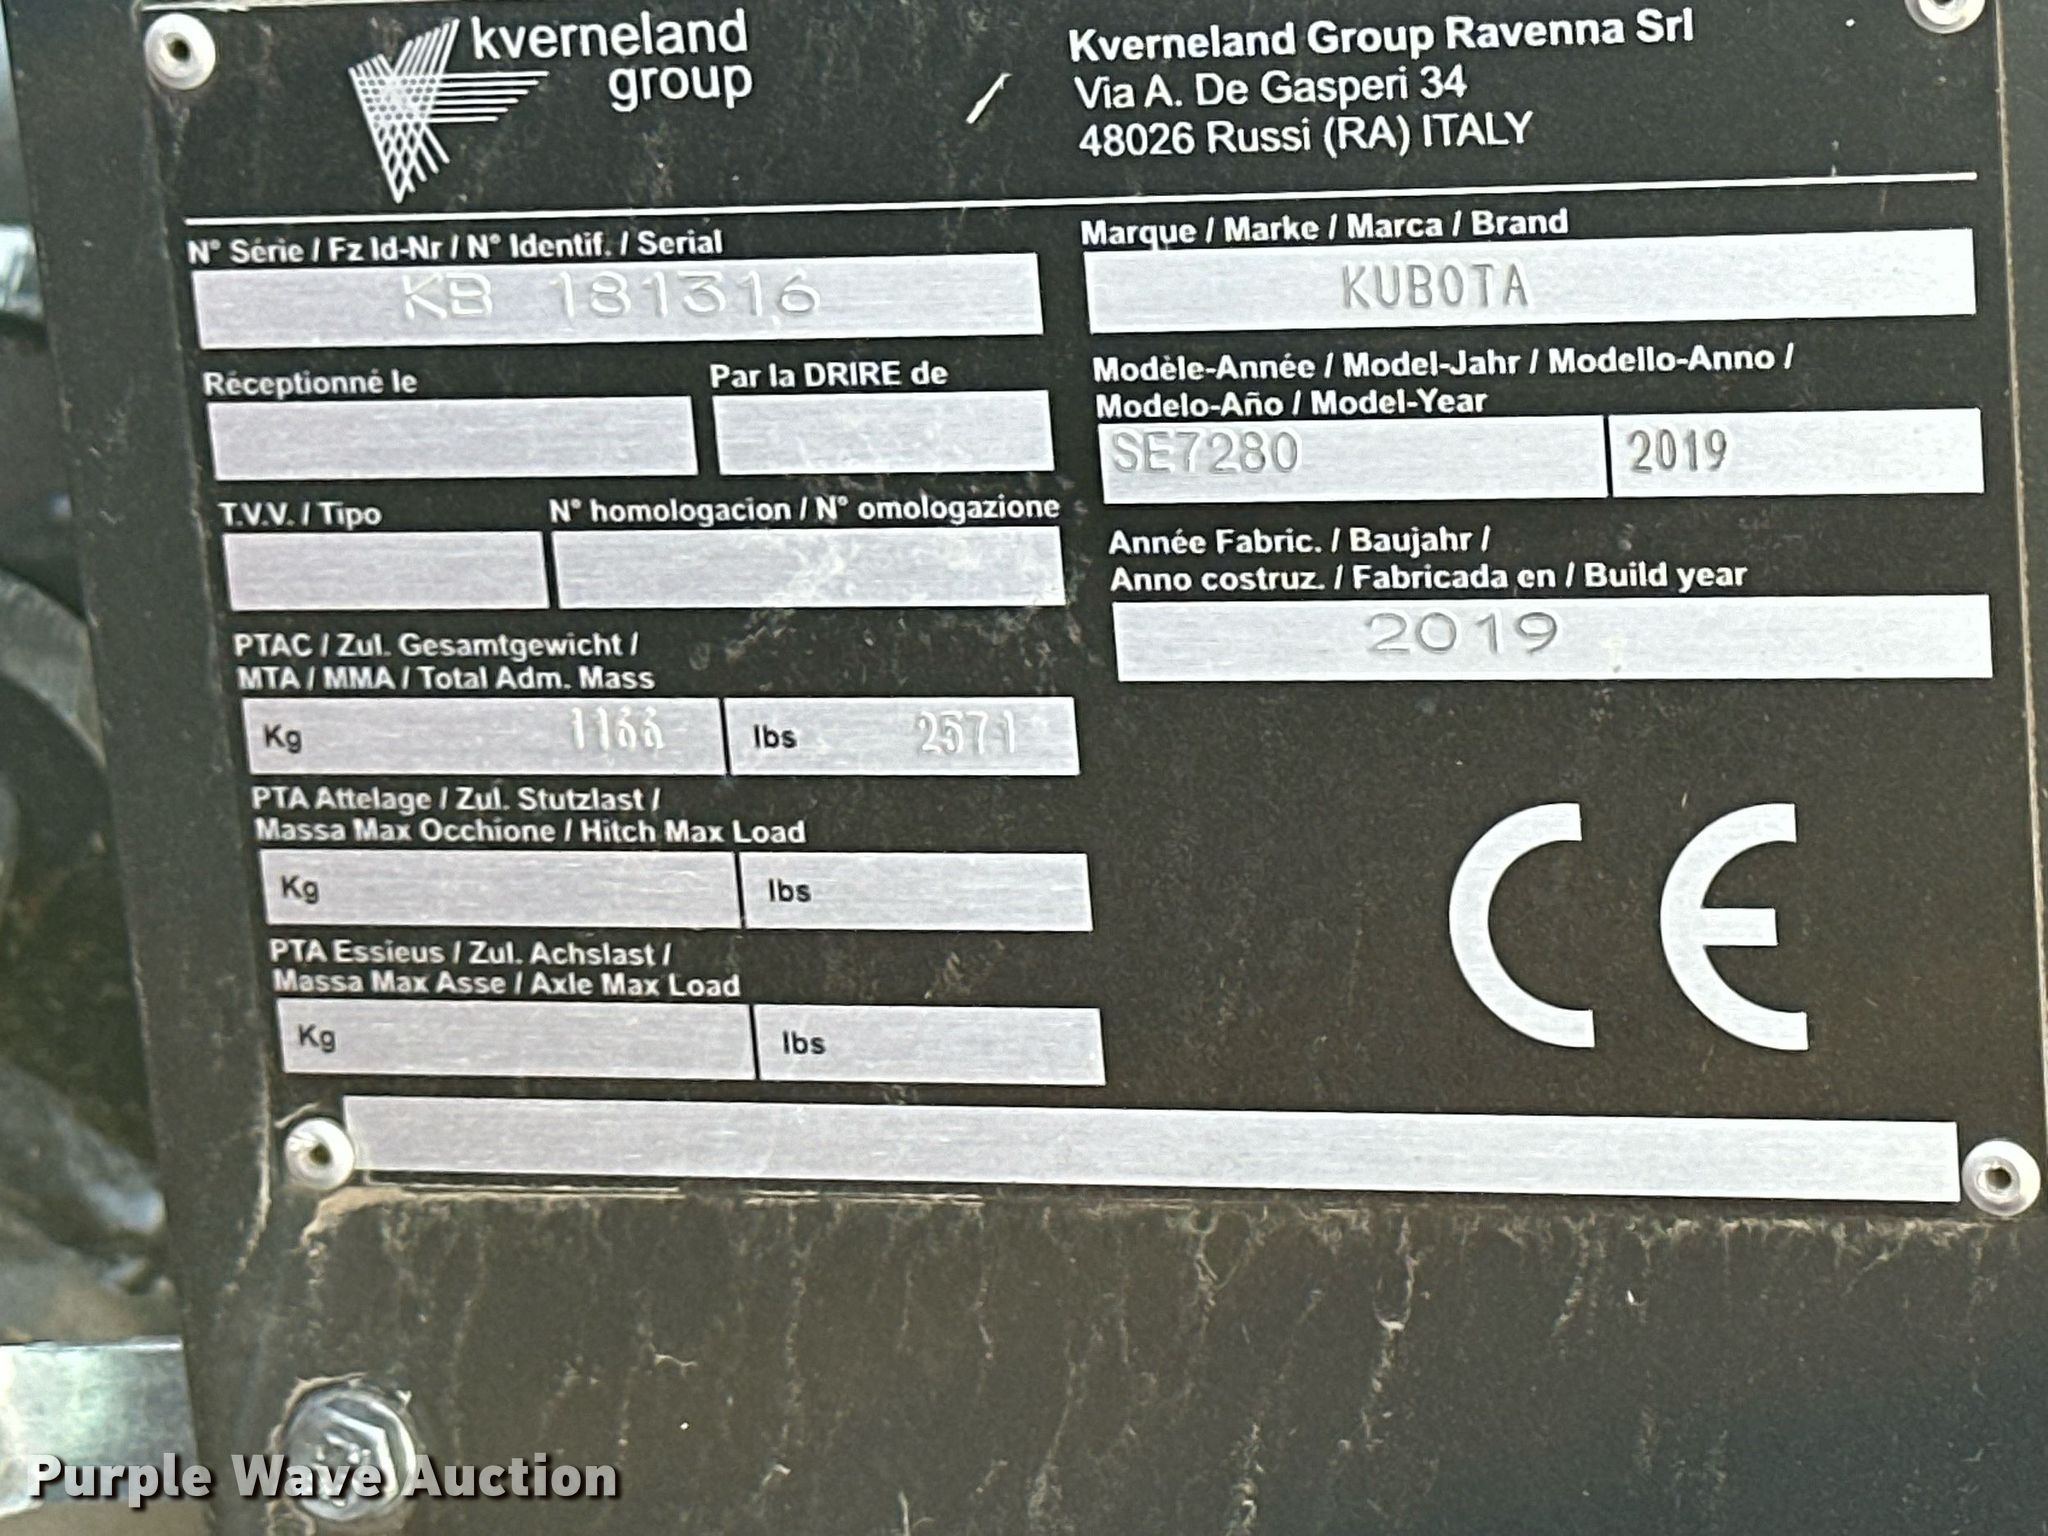 kverneland
group
Kverneland Group Ravenna Srl
Via A. De Gasperi 34
48026 Russi (RA) ITALY
N° Série / Fz Id-Nr / N° Identif. / Serial
KB 181316
Marque / Marke / Marca / Brand
KUBOTA
Réceptionné le
Par la DRIRE de
Modèle-Année / Model-Jahr / Modello-Anno /
Modelo-Año / Model-Year
SE7280 2019
T.V.V. / Tipo
N° homologacion / N° omologazione
Année Fabric. / Baujahr /
Anno costruz. / Fabricada en / Build year
2019
PTAC / Zul. Gesamtgewicht /
MTA / MMA / Total Adm. Mass
Kg 1166 lbs 2571
PTA Attelage / Zul. Stutzlast /
Massa Max Occhione / Hitch Max Load
Kg lbs
PTA Essieus / Zul. Achslast /
Massa Max Asse / Axle Max Load
Kg lbs
CE
Purple Wave Auction